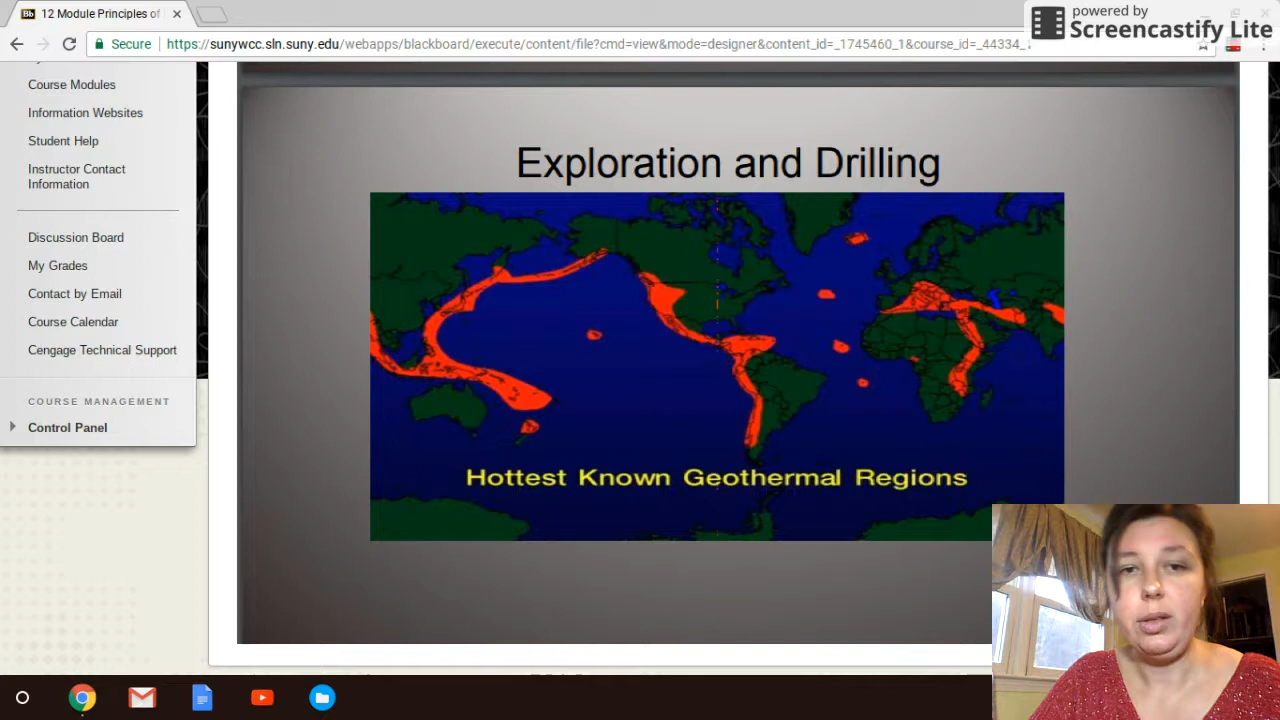 12 Module Principles of
powered by
Screencastify Lite
Secure
https://sunywcc.sln.suny.edu/webapps/blackboard/execute/content/file?cmd=view&mode=designer&content_id=_1745460_1&course_id=_44334_
Course Modules
Information Websites
Student Help
Instructor Contact
Information
Discussion Board
My Grades
Contact by Email
Course Calendar
Cengage Technical Support
COURSE MANAGEMENT
Control Panel
Exploration and Drilling
Hottest Known Geothermal Regions